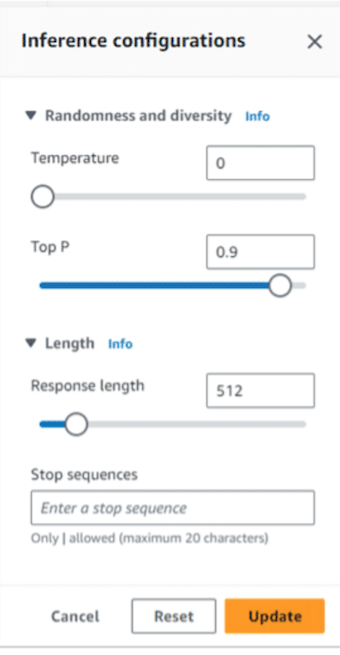 Inference configurations
Randomness and diversity Info
Temperature
0
Top P
0.9
Length Info
Response length
512
Stop sequences
Enter a stop sequence
Only | allowed (maximum 20 characters)
Cancel Reset Update